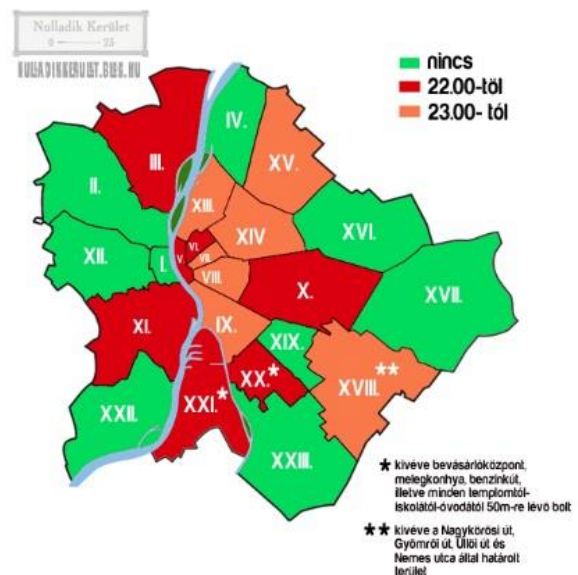 Nulladik Kerület
0 25
NULLADIKKERULET.BLOG.HU
nincs
22.00-töl
23.00- tól
IV.
III.
XV.
II.
XIII.
XIV
XVI.
VI.
XII.
I.
V.
VII.
VIII.
X.
XVII.
XI.
IX.
XIX.
XX.*
XVIII.**
XXI.*
XXII.
XXIII.
* kivéve bevásárlóközpont,
melegkonyha, benzinkút,
illetve minden templomtól-
iskolától-óvodától 50m-re lévő bolt
** kivéve a Nagykőrösi út,
Gyömrői út, Üllői út és
Nemes utca által határolt
terület